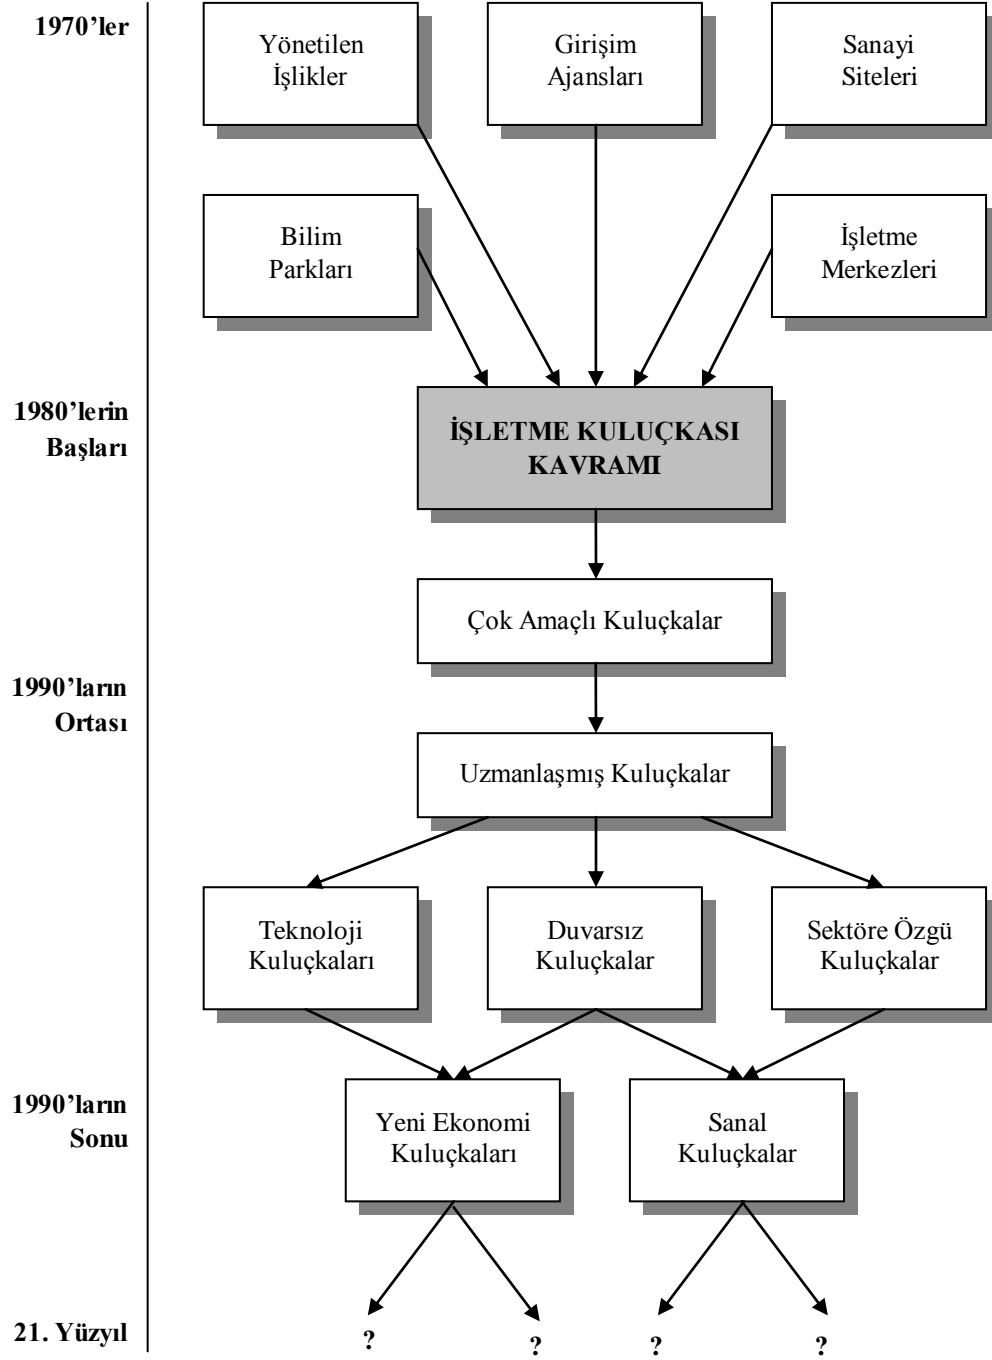 1970’ler
Yönetilen
İşlikler
Girişim
Ajansları
Sanayi
Siteleri
Bilim
Parkları
İşletme
Merkezleri
1980’lerin
Başları
İŞLETME KULUÇKASI
KAVRAMI
Çok Amaçlı Kuluçkalar
1990’ların
Ortası
Uzmanlaşmış Kuluçkalar
Teknoloji
Kuluçkaları
Duvarsız
Kuluçkalar
Sektöre Özgü
Kuluçkalar
1990’ların
Sonu
Yeni Ekonomi
Kuluçkaları
Sanal
Kuluçkalar
21. Yüzyıl
?
?
?
?